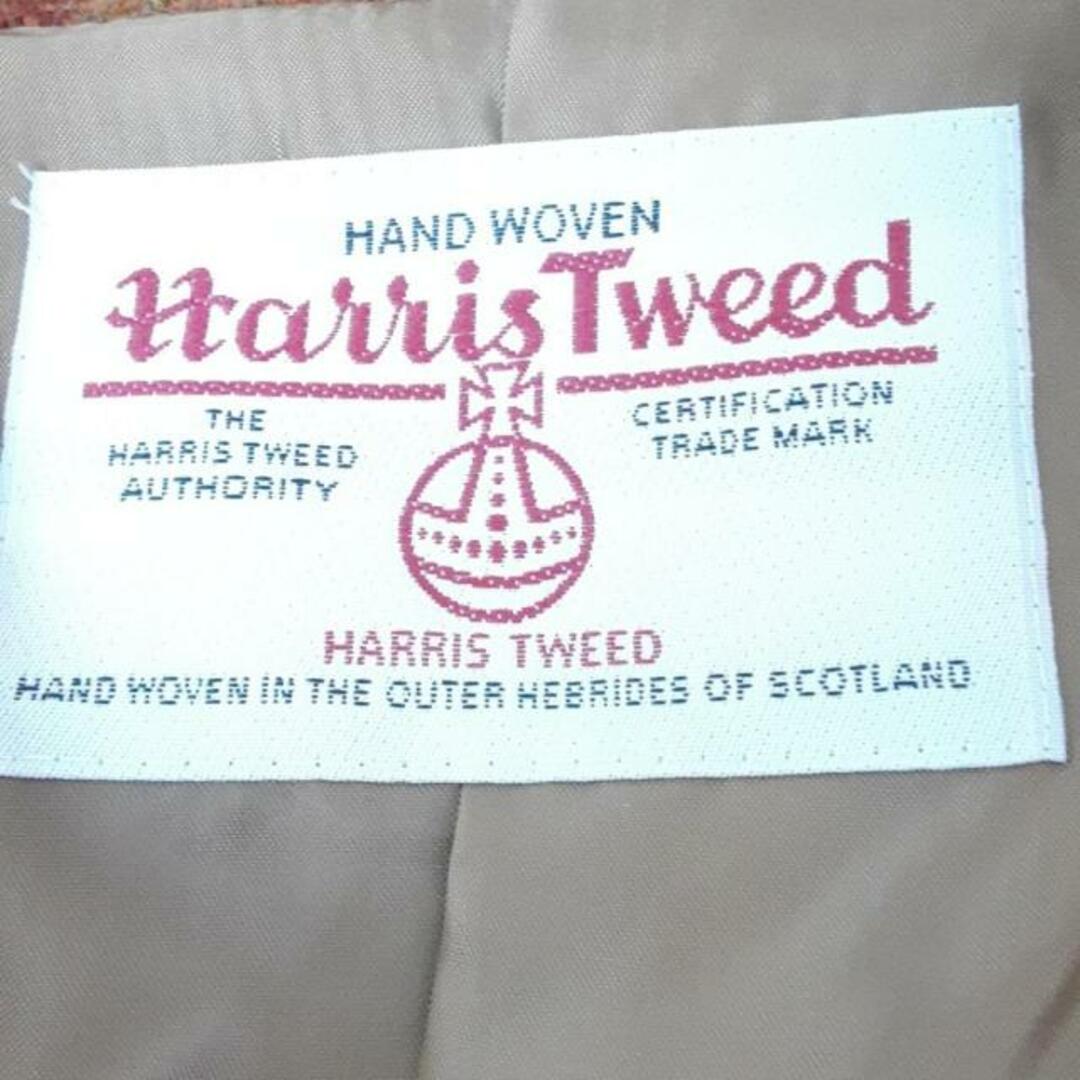 HAND WOVEN
Harris Tweed
THE
HARRIS TWEED
AUTHORITY
CERTIFICATION
TRADE MARK
HARRIS TWEED
HAND WOVEN IN THE OUTER HEBRIDES OF SCOTLAND